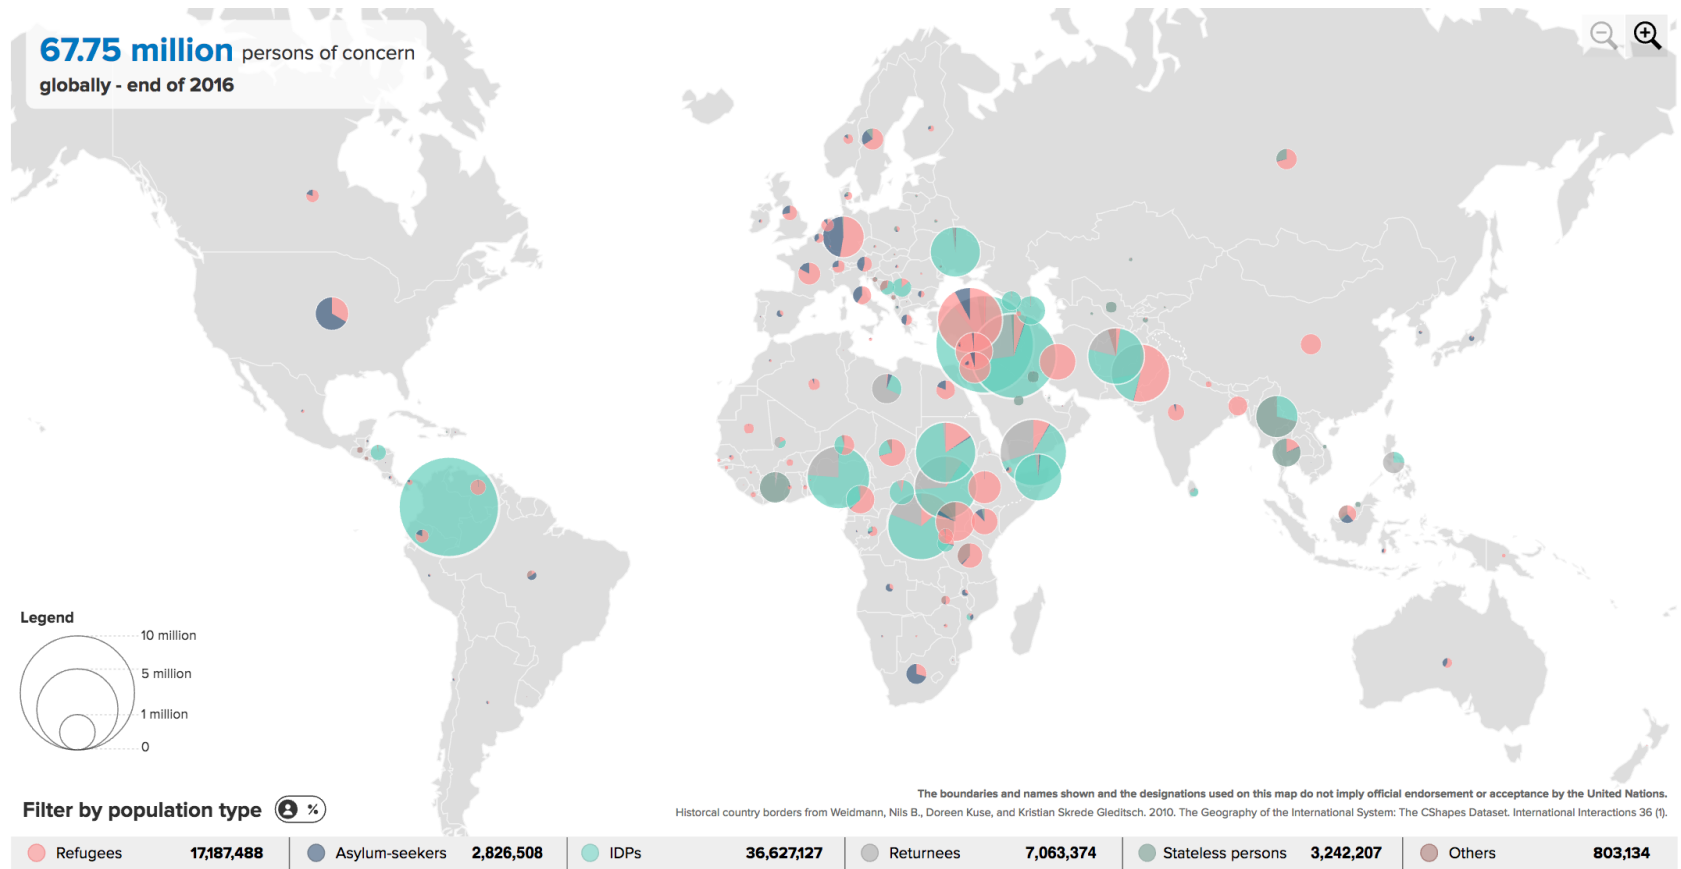 67.75 million persons of concern
globally - end of 2016
Legend
10 million
5 million
1 million
0
Filter by population type %
The boundaries and names shown and the designations used on this map do not imply official endorsement or acceptance by the United Nations.
Historcal country borders from Weidmann, Nils B., Doreen Kuse, and Kristian Skrede Gleditsch. 2010. The Geography of the International System: The CShapes Dataset. International Interactions 36 (1).
Refugees 17,187,488 Asylum-seekers 2,826,508 IDPs 36,627,127 Returnees 7,063,374 Stateless persons 3,242,207 Others 803,134